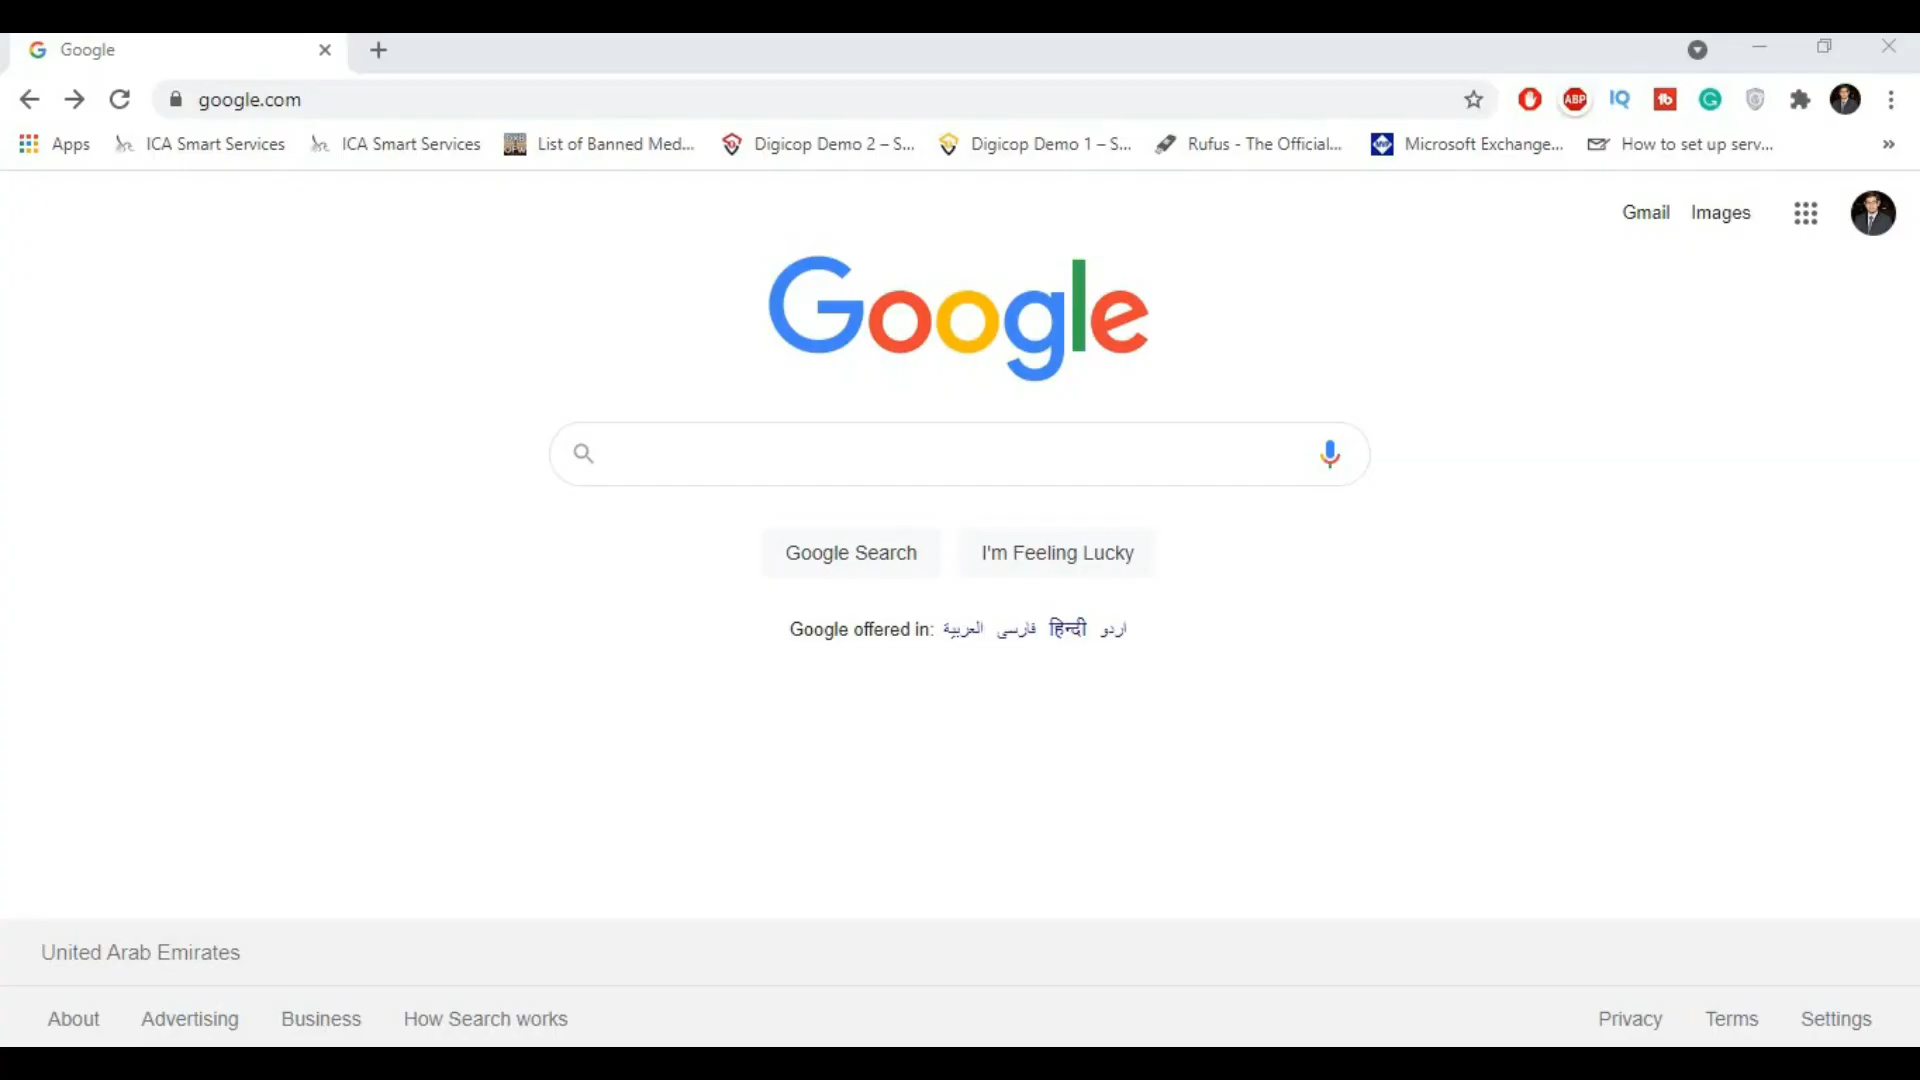 Google
google.com
ABP IQ
Apps ICA Smart Services ICA Smart Services List of Banned Med... Digicop Demo 2 – S... Digicop Demo 1 – S... Rufus - The Official... Microsoft Exchange... How to set up serv... »
Gmail Images
Google
Google Search I'm Feeling Lucky
Google offered in: العربية فارسی हिन्दी اردو
United Arab Emirates
About Advertising Business How Search works Privacy Terms Settings